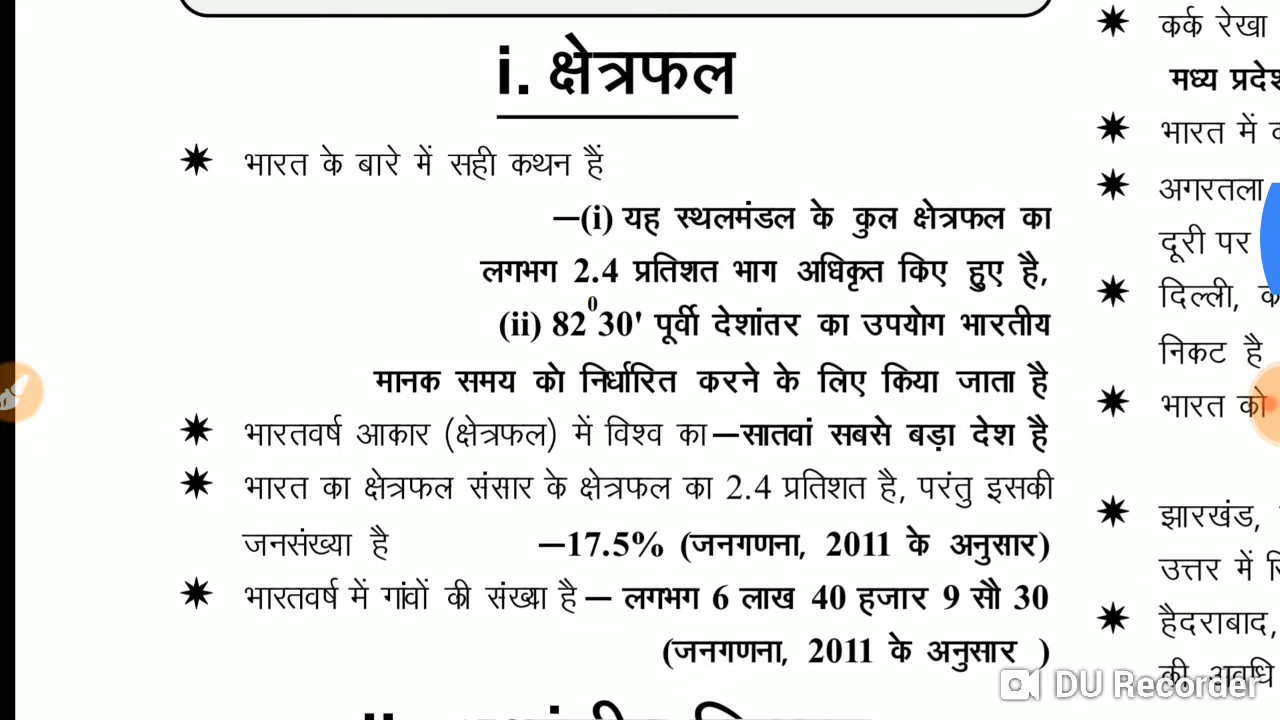 i. क्षेत्रफल
✷ भारत के बारे में सही कथन हैं
–(i) यह स्थलमंडल के कुल क्षेत्रफल का
लगभग 2.4 प्रतिशत भाग अधिकृत किए हुए है,
(ii) 82⁰30' पूर्वी देशांतर का उपयोग भारतीय
मानक समय को निर्धारित करने के लिए किया जाता है
✷ भारतवर्ष आकार (क्षेत्रफल) में विश्व का–सातवां सबसे बड़ा देश है
✷ भारत का क्षेत्रफल संसार के क्षेत्रफल का 2.4 प्रतिशत है, परंतु इसकी
जनसंख्या है –17.5% (जनगणना, 2011 के अनुसार)
✷ भारतवर्ष में गांवों की संख्या है– लगभग 6 लाख 40 हजार 9 सौ 30
(जनगणना, 2011 के अनुसार )
✷ कर्क रेखा
मध्य प्रदेश
✷ भारत में
✷ अगरतला
दूरी पर
✷ दिल्ली,
निकट है
✷ भारत को
✷ झारखंड,
उत्तर में
✷ हैदराबाद,
की अवधि
DU Recorder